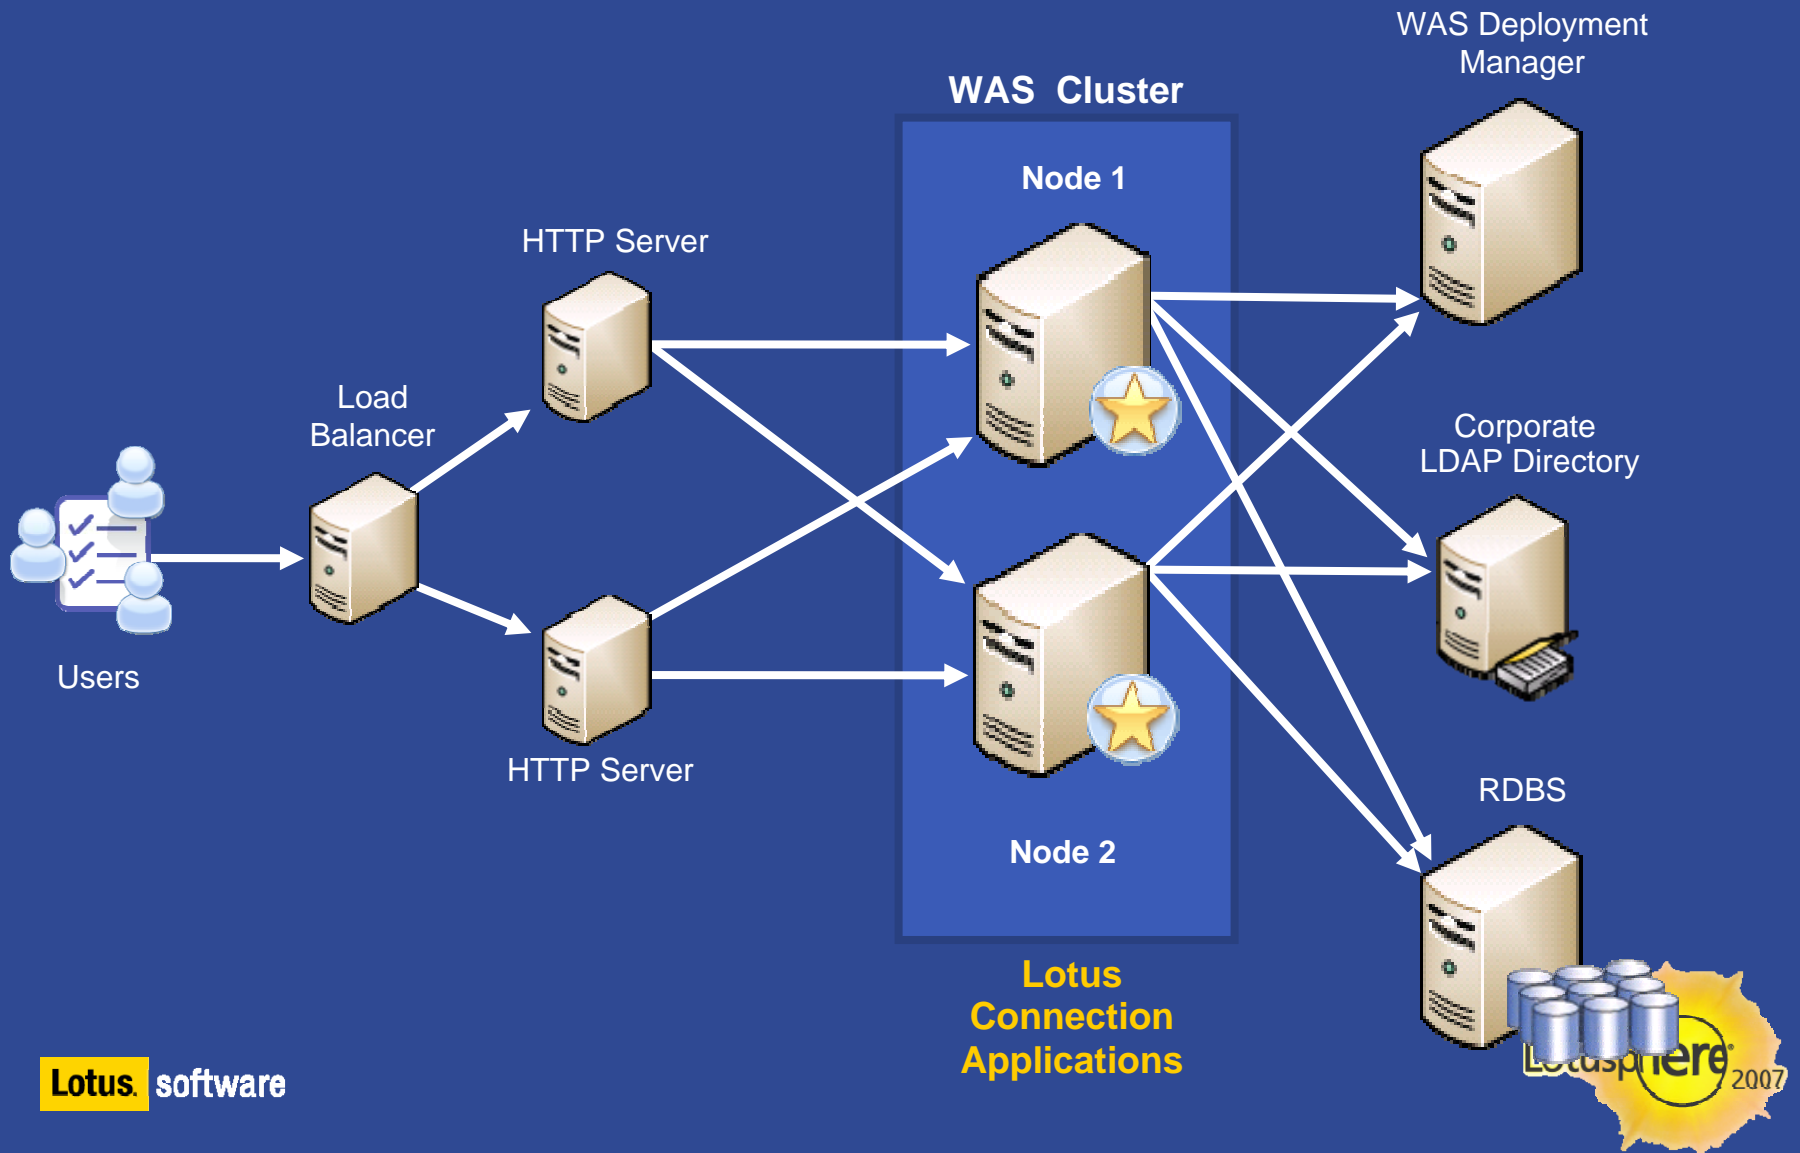 WAS Deployment
Manager
WAS Cluster
Node 1
HTTP Server
Load
Balancer
Corporate
LDAP Directory
Users
HTTP Server
RDBS
Node 2
Lotus
Connection
Applications
Lotus. software
Lotusphere® 2007